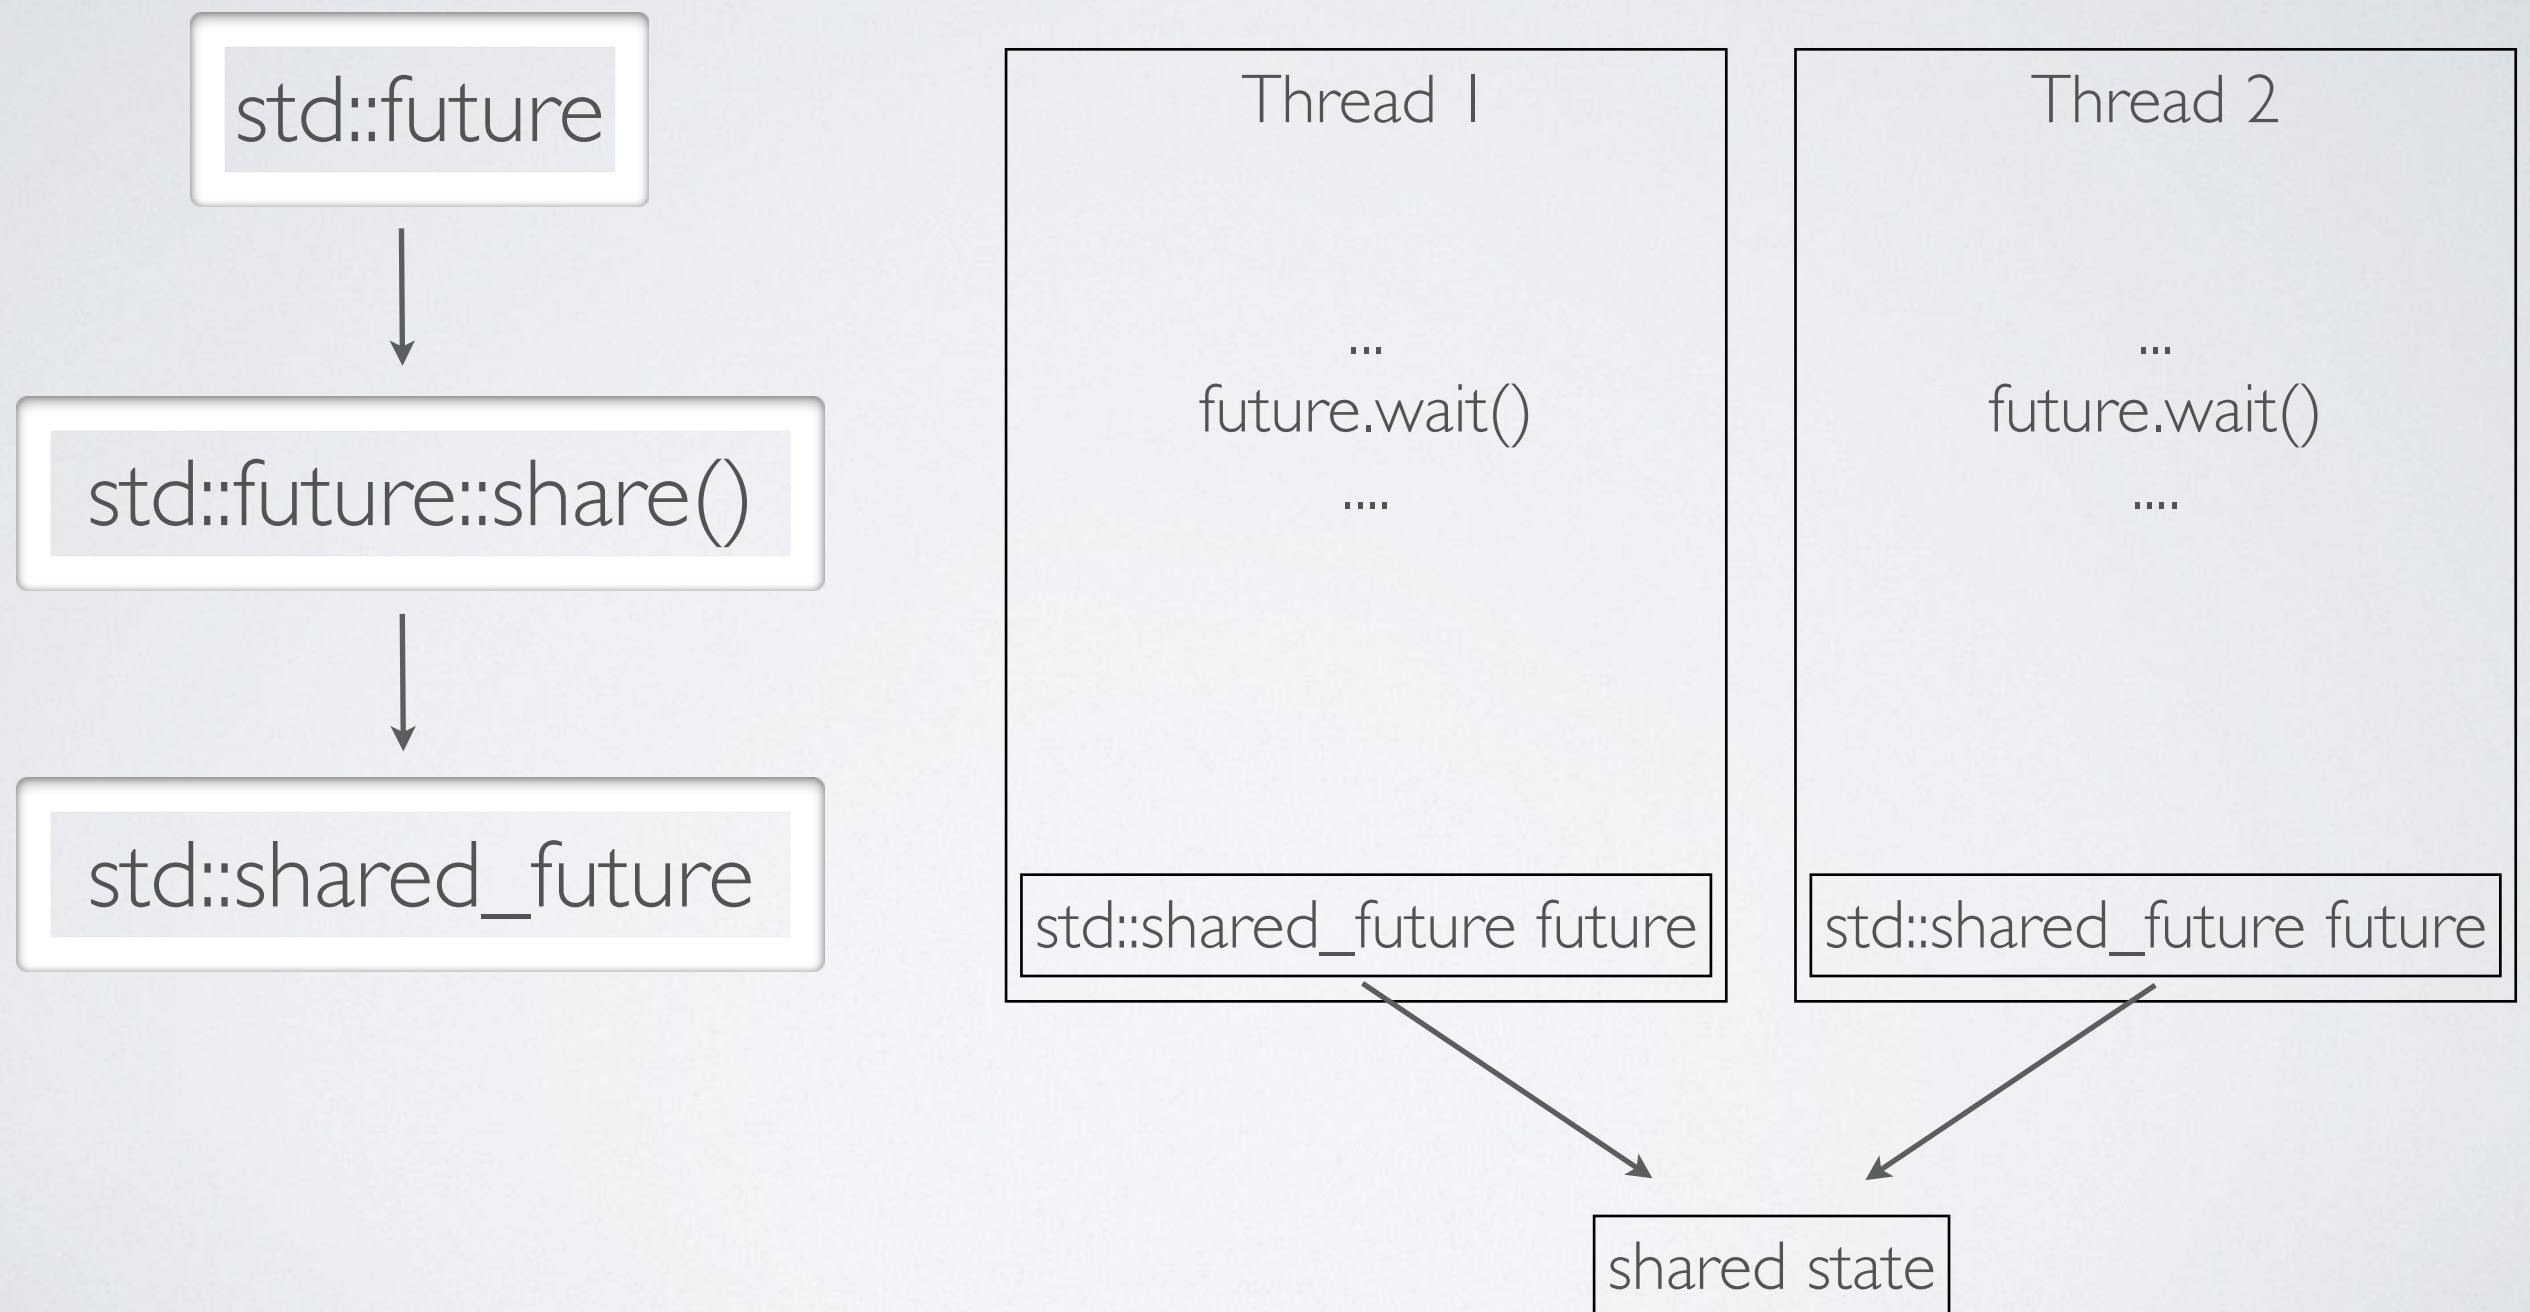 std::future
std::future::share()
std::shared_future
Thread 1
...
future.wait()
....
std::shared_future future
Thread 2
...
future.wait()
....
std::shared_future future
shared state